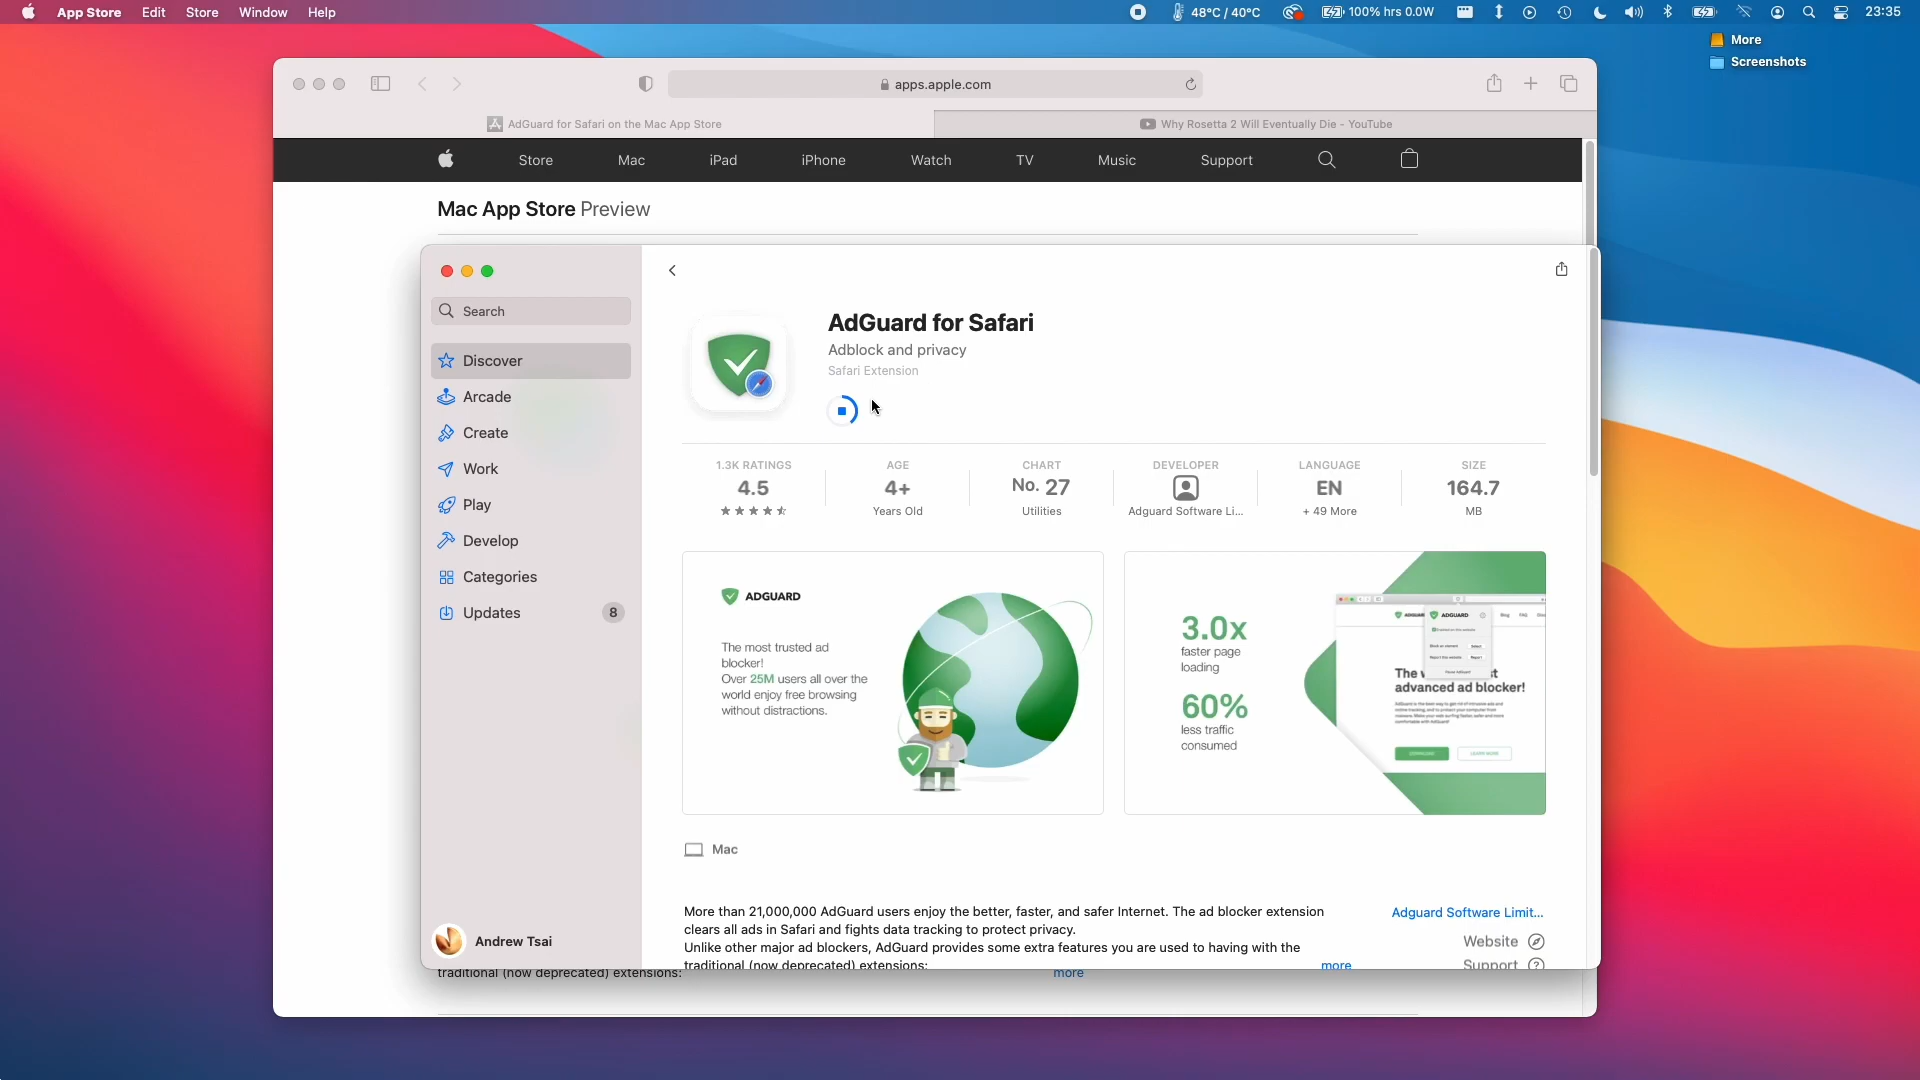 App Store Edit Store Window Help
48°C / 40°C 100% hrs 0.0W 23:35
More
Screenshots
apps.apple.com
AdGuard for Safari on the Mac App Store
Why Rosetta 2 Will Eventually Die - YouTube
Store Mac iPad iPhone Watch TV Music Support
Mac App Store Preview
Search
Discover
Arcade
Create
Work
Play
Develop
Categories
Updates 8
Andrew Tsai
AdGuard for Safari
Adblock and privacy
Safari Extension
1.3K RATINGS
4.5
AGE
4+
Years Old
CHART
No. 27
Utilities
DEVELOPER
Adguard Software Li...
LANGUAGE
EN
+ 49 More
SIZE
164.7
MB
ADGUARD
The most trusted ad
blocker!
Over 25M users all over the
world enjoy free browsing
without distractions.
3.0x
faster page
loading
60%
less traffic
consumed
ADGUARD
advanced ad blocker!
DOWNLOAD
LEARN MORE
Mac
More than 21,000,000 AdGuard users enjoy the better, faster, and safer Internet. The ad blocker extension
clears all ads in Safari and fights data tracking to protect privacy.
Unlike other major ad blockers, AdGuard provides some extra features you are used to having with the
traditional (now deprecated) extensions:
more
Adguard Software Limit...
Website
Support
traditional (now deprecated) extensions:
more